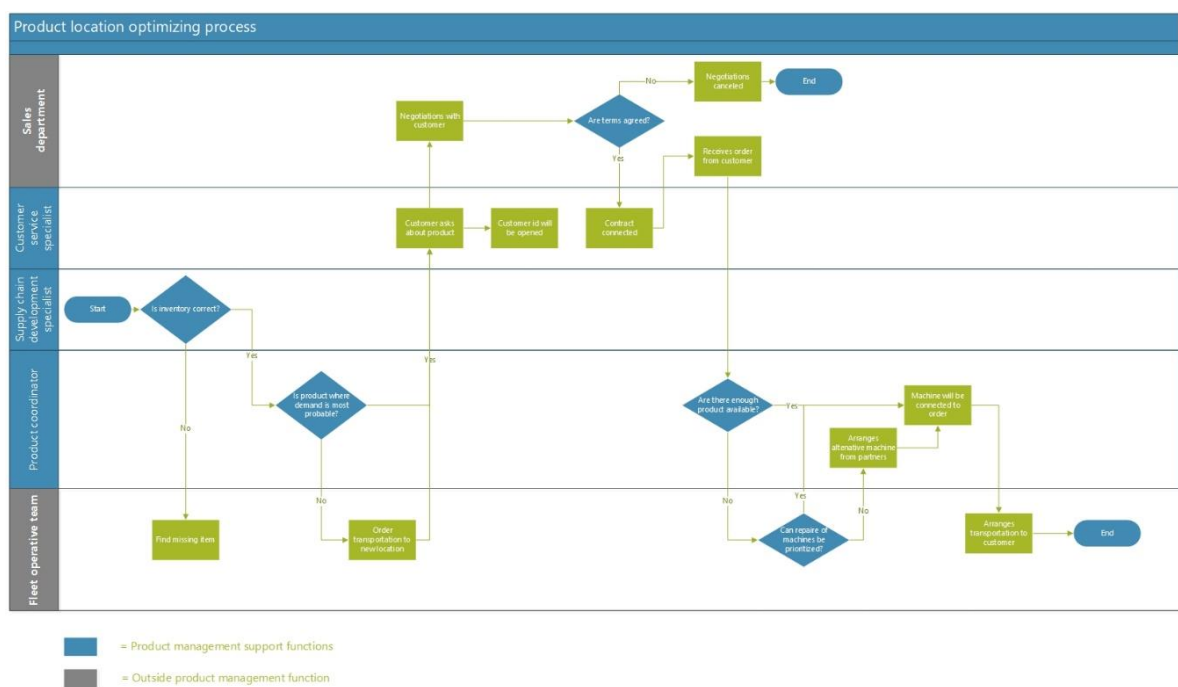 Product location optimizing process
Sales
department
Negotiations with
customer
Are terms agreed?
No
Negotiations
canceled
End
Yes
Receives order
from customer
Customer
service
specialist
Customer asks
about product
Customer id will
be opened
Contract
connected
Supply chain
development
specialist
Start
Is inventory correct?
Yes
No
Product coordinator
Is product where
demand is most
probable?
Yes
No
Are there enough
product available?
Yes
No
Machine will be
connected to
order
Arranges
altenative machine
from partners
Fleet operative team
Find missing item
Order
transportation to
new location
Can repaire of
machines be
prioritized?
Yes
No
Arranges
transportation to
customer
End
= Product management support functions
= Outside product management function